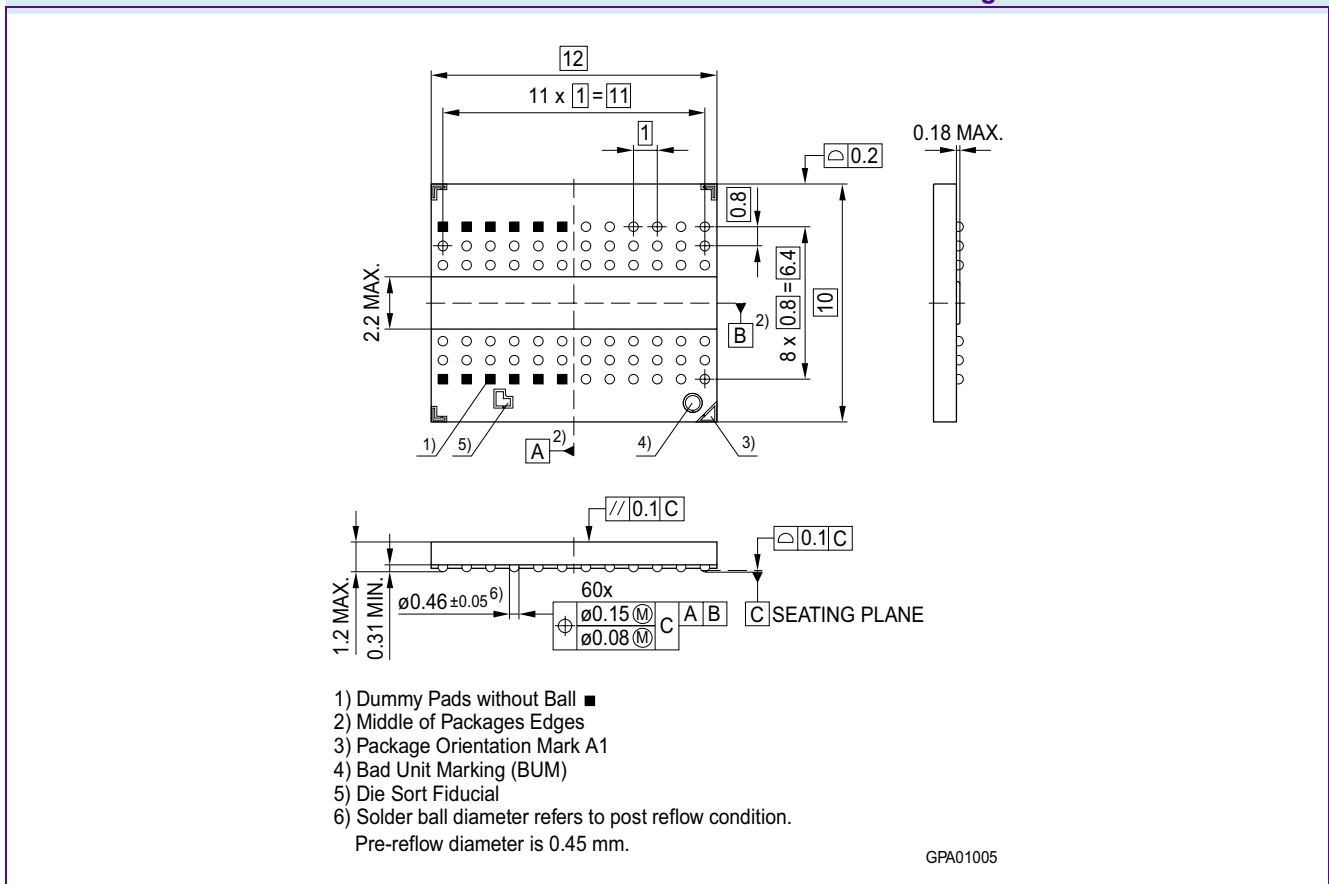 12
11 x 1 = 11
1
0.18 MAX.
⌓ 0.2
0.8
2.2 MAX.
8 x 0.8 = 6.4
10
B 2)
1) 5) A 2) 4) 3)
// 0.1 C
⌓ 0.1 C
1.2 MAX.
0.31 MIN.
ø0.46 ±0.05 6)
60x
⌖ ø0.15 Ⓜ C A B
ø0.08 Ⓜ
C SEATING PLANE
1) Dummy Pads without Ball ■
2) Middle of Packages Edges
3) Package Orientation Mark A1
4) Bad Unit Marking (BUM)
5) Die Sort Fiducial
6) Solder ball diameter refers to post reflow condition.
Pre-reflow diameter is 0.45 mm.
GPA01005